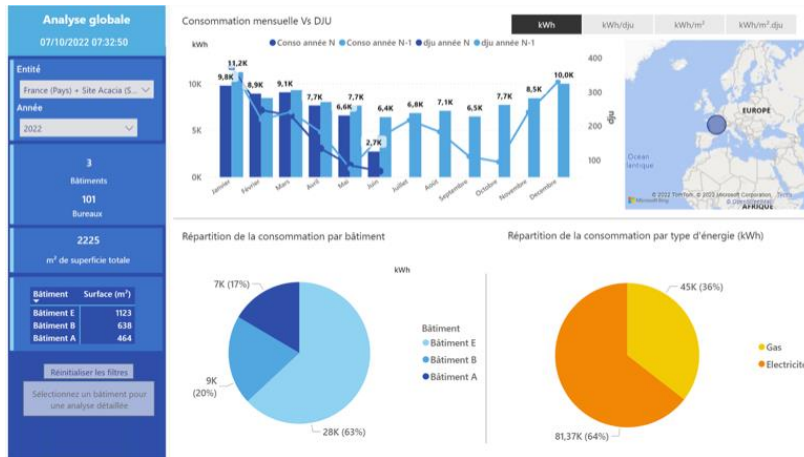 Analyse globale
07/10/2022 07:32:50
Entité
France (Pays) + Site Acacia (S...
Année
2022
3
Bâtiments
101
Bureaux
2225
m² de superficie totale
Bâtiment Surface (m²)
Bâtiment E 1123
Bâtiment B 638
Bâtiment A 464
Réinitialiser les filtres
Sélectionnez un bâtiment pour
une analyse détaillée
Consommation mensuelle Vs DJU
kWh kWh/dju kWh/m² kWh/m².dju
kWh
Conso année N Conso année N-1 dju année N dju année N-1
10K
5K
0K
9,8K 11,2K 8,9K 9,1K 7,7K 6,6K 7,7K 2,7K 6,4K 6,8K 7,1K 6,5K 7,7K 8,5K 10,0K
400
300
200
100
dju
Janvier Février Mars Avril Mai Juin Juillet Août Septembre Octobre Novembre Décembre
EUROPE
Ocean
AFRIQUE
© 2022 TomTom, © 2022 Microsoft Corporation, Terms
© OpenStreetMap
Microsoft Bing
Répartition de la consommation par bâtiment
kWh
7K (17%)
9K
(20%)
28K (63%)
Bâtiment
Bâtiment E
Bâtiment B
Bâtiment A
Répartition de la consommation par type d'énergie (kWh)
45K (36%)
81,37K (64%)
Gas
Electricité